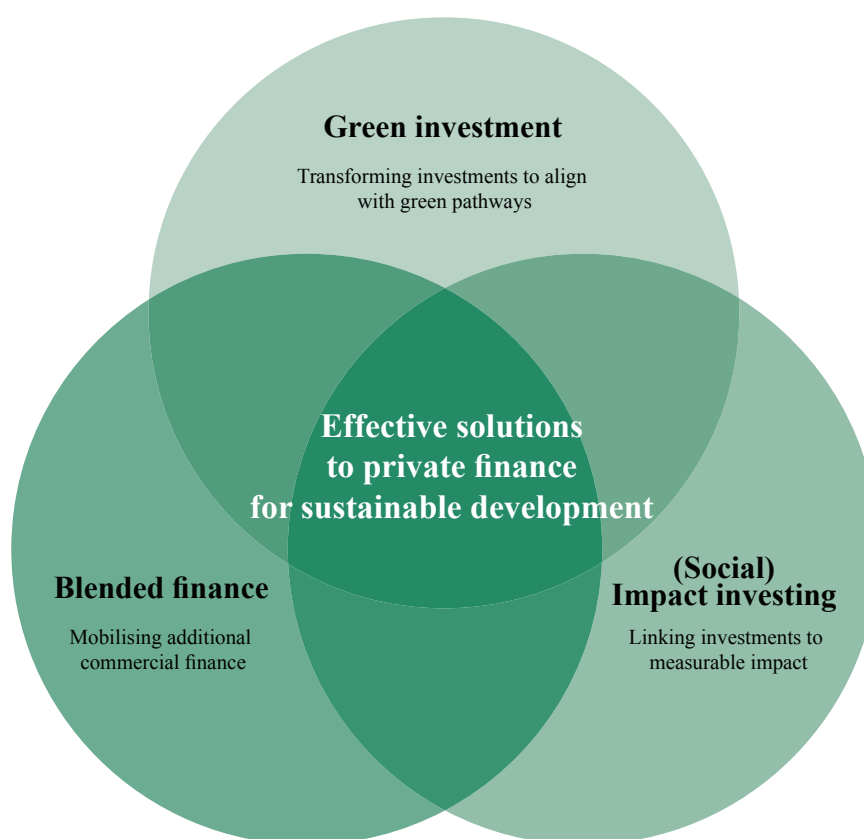 Green investment
Transforming investments to align
with green pathways
Effective solutions
to private finance
for sustainable development
Blended finance
Mobilising additional
commercial finance
(Social)
Impact investing
Linking investments to
measurable impact